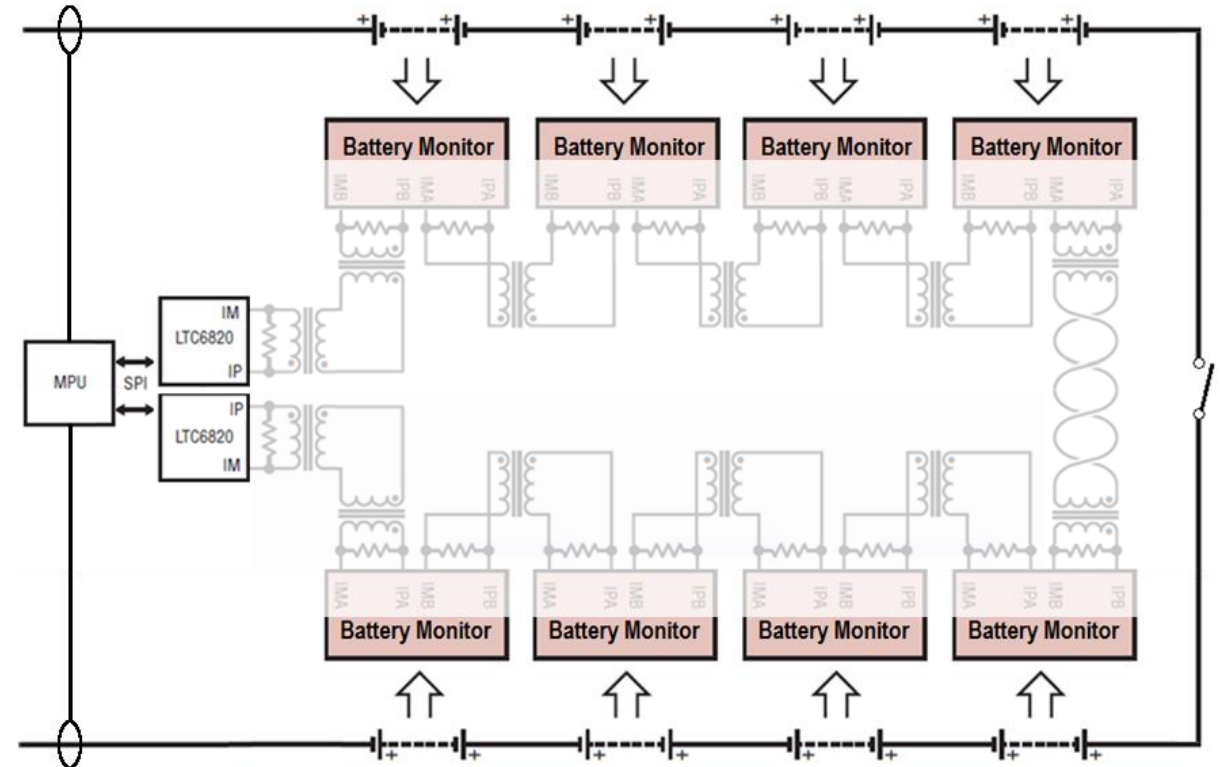 + + + + + + + +
Battery Monitor Battery Monitor Battery Monitor Battery Monitor
IMB IPB IMA IPA IMB IPB IMA IPA IMB IPB IMA IPA IMB IPB IMA IPA
IM
LTC6820
IP
MPU SPI
IP
LTC6820
IM
IMA IPA IMB IPB IMA IPA IMB IPB IMA IPA IMB IPB IMA IPA IMB IPB
Battery Monitor Battery Monitor Battery Monitor Battery Monitor
+ + + + + + + +